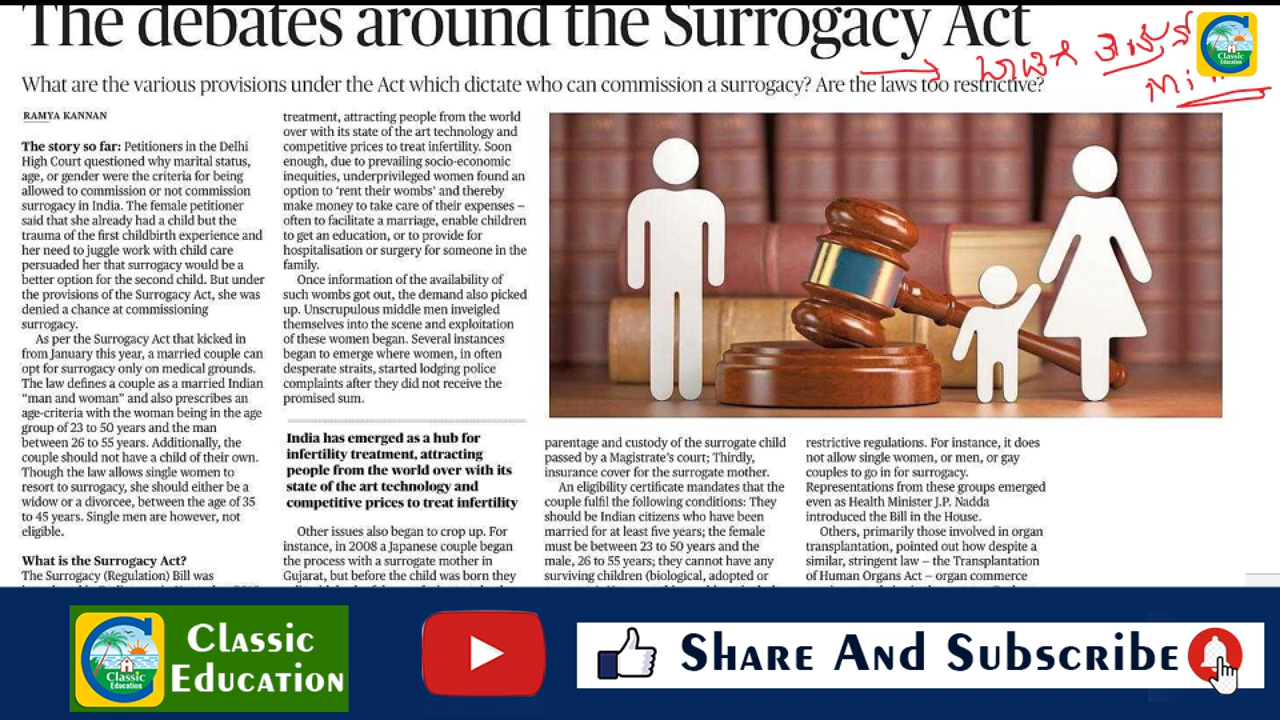 The debates around the Surrogacy Act
What are the various provisions under the Act which dictate who can commission a surrogacy? Are the laws too restrictive?
RAMYA KANNAN
The story so far: Petitioners in the Delhi
High Court questioned why marital status,
age, or gender were the criteria for being
allowed to commission or not commission
surrogacy in India. The female petitioner
said that she already had a child but the
trauma of the first childbirth experience and
her need to juggle work with child care
persuaded her that surrogacy would be a
better option for the second child. But under
the provisions of the Surrogacy Act, she was
denied a chance at commissioning
surrogacy.
As per the Surrogacy Act that kicked in
from January this year, a married couple can
opt for surrogacy only on medical grounds.
The law defines a couple as a married Indian
“man and woman” and also prescribes an
age-criteria with the woman being in the age
group of 23 to 50 years and the man
between 26 to 55 years. Additionally, the
couple should not have a child of their own.
Though the law allows single women to
resort to surrogacy, she should either be a
widow or a divorcee, between the age of 35
to 45 years. Single men are however, not
eligible.
What is the Surrogacy Act?
The Surrogacy (Regulation) Bill was
treatment, attracting people from the world
over with its state of the art technology and
competitive prices to treat infertility. Soon
enough, due to prevailing socio-economic
inequities, underprivileged women found an
option to ‘rent their wombs’ and thereby
make money to take care of their expenses –
often to facilitate a marriage, enable children
to get an education, or to provide for
hospitalisation or surgery for someone in the
family.
Once information of the availability of
such wombs got out, the demand also picked
up. Unscrupulous middle men inveigled
themselves into the scene and exploitation
of these women began. Several instances
began to emerge where women, in often
desperate straits, started lodging police
complaints after they did not receive the
promised sum.
India has emerged as a hub for
infertility treatment, attracting
people from the world over with its
state of the art technology and
competitive prices to treat infertility
Other issues also began to crop up. For
instance, in 2008 a Japanese couple began
the process with a surrogate mother in
Gujarat, but before the child was born they
parentage and custody of the surrogate child
passed by a Magistrate’s court; Thirdly,
insurance cover for the surrogate mother.
An eligibility certificate mandates that the
couple fulfil the following conditions: They
should be Indian citizens who have been
married for at least five years; the female
must be between 23 to 50 years and the
male, 26 to 55 years; they cannot have any
surviving children (biological, adopted or
restrictive regulations. For instance, it does
not allow single women, or men, or gay
couples to go in for surrogacy.
Representations from these groups emerged
even as Health Minister J.P. Nadda
introduced the Bill in the House.
Others, primarily those involved in organ
transplantation, pointed out how despite a
similar, stringent law – the Transplantation
of Human Organs Act – organ commerce
Classic
Education
Classic
Education
Classic
Education
Share And Subscribe